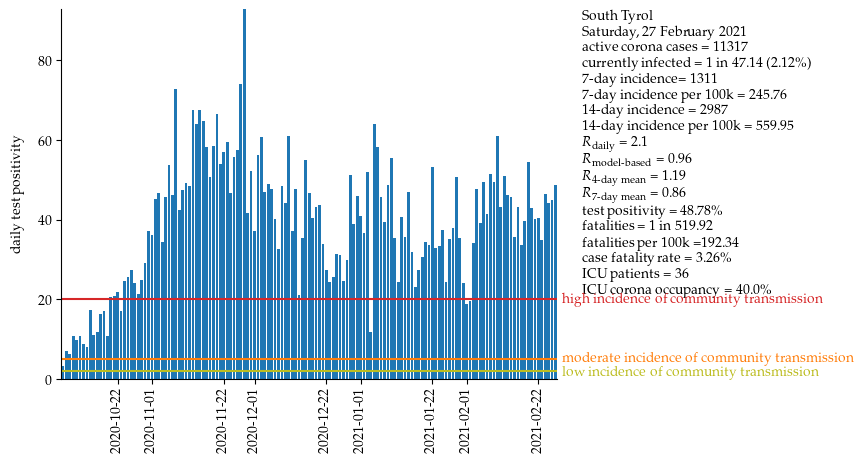 South Tyrol
Saturday, 27 February 2021
active corona cases = 11317
currently infected = 1 in 47.14 (2.12%)
7-day incidence= 1311
7-day incidence per 100k = 245.76
14-day incidence = 2987
14-day incidence per 100k = 559.95
R_daily = 2.1
R_model-based = 0.96
R_4-day mean = 1.19
R_7-day mean = 0.86
test positivity = 48.78%
fatalities = 1 in 519.92
fatalities per 100k =192.34
case fatality rate = 3.26%
ICU patients = 36
ICU corona occupancy = 40.0%
high incidence of community transmission
moderate incidence of community transmission
low incidence of community transmission
daily test positivity
80
60
40
20
0
2020-10-22
2020-11-01
2020-11-22
2020-12-01
2020-12-22
2021-01-01
2021-01-22
2021-02-01
2021-02-22